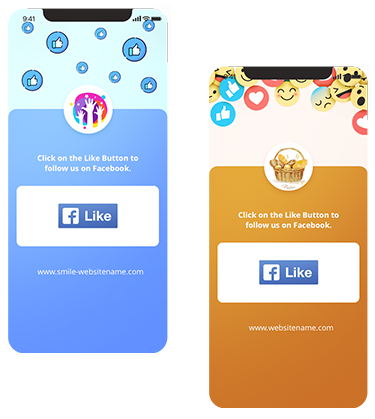 9:41
Click on the Like Button to
follow us on Facebook.
Like
www.smile-websitename.com
Click on the Like Button to
follow us on Facebook.
Like
www.websitename.com